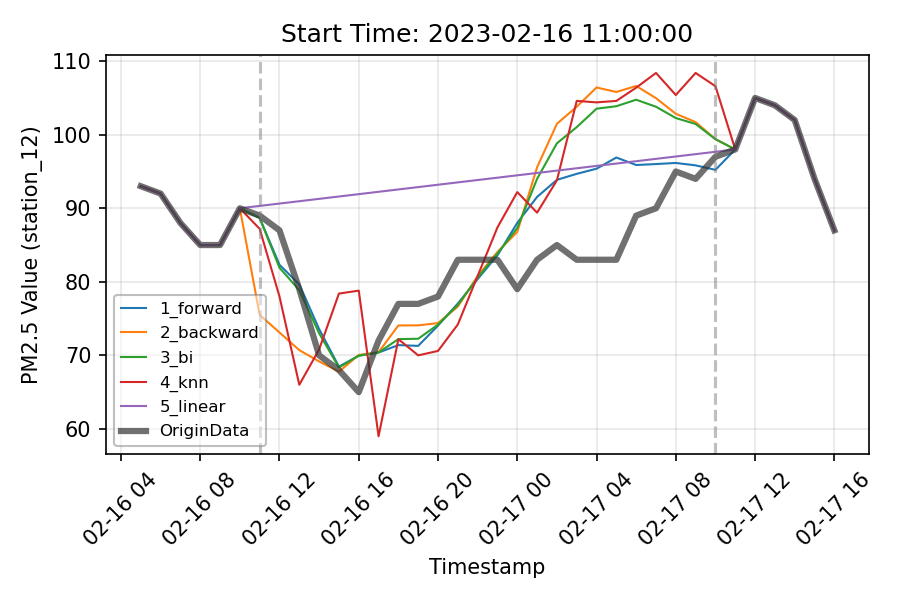 Start Time: 2023-02-16 11:00:00
PM2.5 Value (station_12)
110
100
90
80
70
60
1_forward
2_backward
3_bi
4_knn
5_linear
OriginData
02-16 04
02-16 08
02-16 12
02-16 16
02-16 20
02-17 00
02-17 04
02-17 08
02-17 12
02-17 16
Timestamp